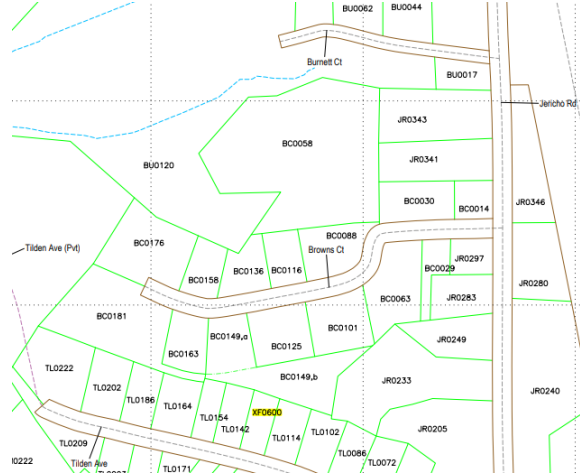 BU0062
BU0044
Burnett Ct
BU0017
Jericho Rd
JR0343
BC0058
JR0341
BU0120
BC0030
BC0014
JR0346
BC0088
BC0176
Tilden Ave (Pvt)
Browns Ct
BC0136
BC0116
JR0297
BC0029
BC0158
JR0280
JR0283
BC0063
BC0181
BC0149,a
BC0101
JR0249
BC0125
BC0163
TL0222
BC0149,b
JR0233
TL0202
JR0240
TL0186
TL0164
XF0600
TL0154
TL0142
TL0102
JR0205
TL0114
TL0209
TL0086
Tilden Ave
L0222
TL0171
TL0072